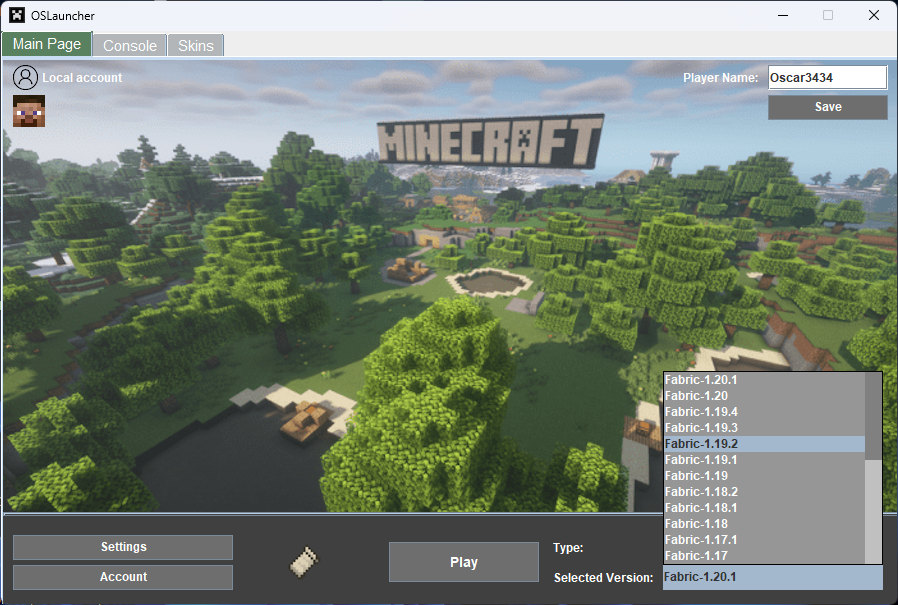 OSLauncher
Main Page
Console
Skins
Local account
Player Name:
Oscar3434
Save
MINECRAFT
Fabric-1.20.1
Fabric-1.20
Fabric-1.19.4
Fabric-1.19.3
Fabric-1.19.2
Fabric-1.19.1
Fabric-1.19
Fabric-1.18.2
Fabric-1.18.1
Fabric-1.18
Fabric-1.17.1
Fabric-1.17
Settings
Account
Play
Type:
Selected Version:
Fabric-1.20.1